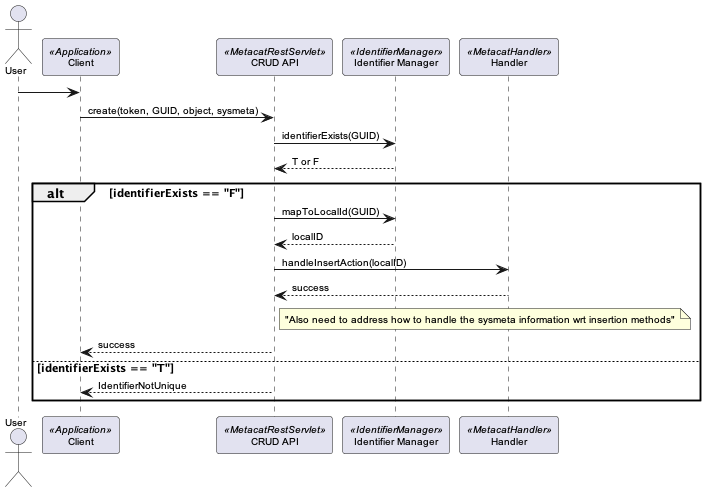 User
«Application»
Client
«MetacatRestServlet»
CRUD API
«IdentifierManager»
Identifier Manager
«MetacatHandler»
Handler
create(token, GUID, object, sysmeta)
identifierExists(GUID)
T or F
alt
[identifierExists == "F"]
mapToLocalId(GUID)
localID
handleInsertAction(localID)
success
"Also need to address how to handle the sysmeta information wrt insertion methods"
success
[identifierExists == "T"]
IdentifierNotUnique
User
«Application»
Client
«MetacatRestServlet»
CRUD API
«IdentifierManager»
Identifier Manager
«MetacatHandler»
Handler